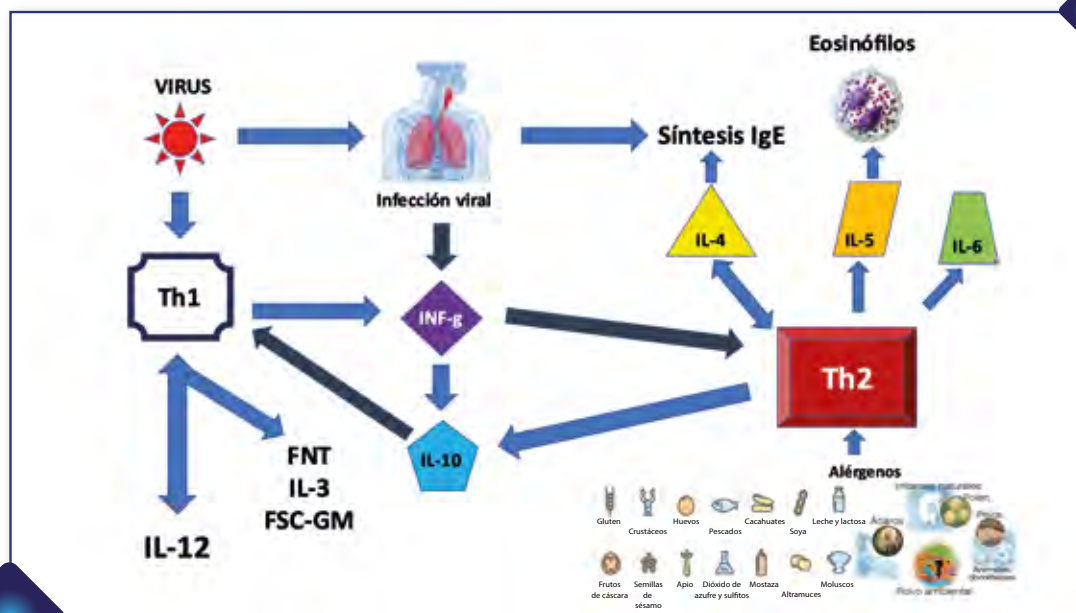 Eosinófilos
VIRUS
Síntesis IgE
Infección viral
IL-4
IL-5
IL-6
Th1
INF-g
Th2
IL-10
FNT
IL-3
FSC-GM
IL-12
Alérgenos
Gluten
Crustáceos
Huevos
Pescados
Cacahuates
Soya
Leche y lactosa
Frutos
de cáscara
Semillas
de
sésamo
Apio
Dióxido de
azufre y sulfitos
Mostaza
Altramuces
Moluscos
Polen
Ácaros
Polvo ambiental